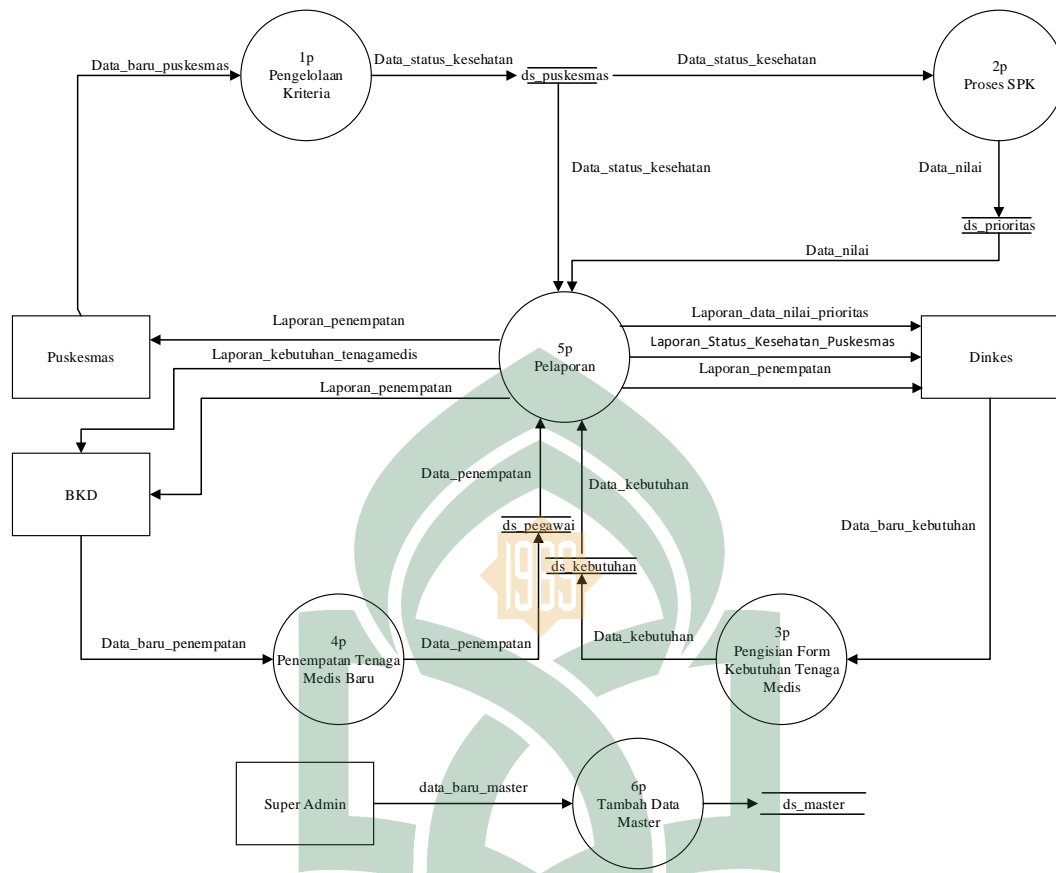 1p
Pengelolaan
Kriteria
2p
Proses SPK
Data_baru_puskesmas
Data_status_kesehatan
ds_puskesmas
Data_status_kesehatan
Data_status_kesehatan
Data_nilai
ds_prioritas
Data_nilai
Puskesmas
Laporan_penempatan
Laporan_kebutuhan_tenagamedis
Laporan_penempatan
5p
Pelaporan
Laporan_data_nilai_prioritas
Laporan_Status_Kesehatan_Puskesmas
Laporan_penempatan
Dinkes
BKD
Data_penempatan
Data_kebutuhan
ds_pegawai
ds_kebutuhan
1969
Data_baru_kebutuhan
Data_baru_penempatan
4p
Penempatan Tenaga
Medis Baru
Data_penempatan
Data_kebutuhan
3p
Pengisian Form
Kebutuhan Tenaga
Medis
Super Admin
data_baru_master
6p
Tambah Data
Master
ds_master